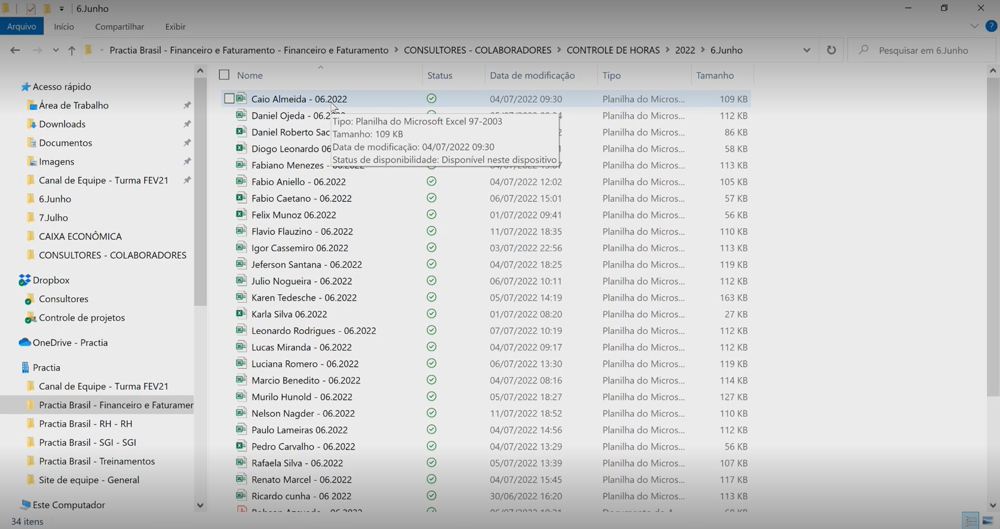 6.Junho
Arquivo Início Compartilhar Exibir
Practia Brasil - Financeiro e Faturamento - Financeiro e Faturamento > CONSULTORES - COLABORADORES > CONTROLE DE HORAS > 2022 > 6.Junho
Pesquisar em 6.Junho
Acesso rápido
Área de Trabalho
Downloads
Documentos
Imagens
Canal de Equipe - Turma FEV21
6.Junho
7.Julho
CAIXA ECONÔMICA
CONSULTORES - COLABORADORES
Dropbox
Consultores
Controle de projetos
OneDrive - Practia
Practia
Canal de Equipe - Turma FEV21
Practia Brasil - Financeiro e Faturamer
Practia Brasil - RH - RH
Practia Brasil - SGI - SGI
Practia Brasil - Treinamentos
Site de equipe - General
Este Computador
Nome Status Data de modificação Tipo Tamanho
Caio Almeida - 06.2022 04/07/2022 09:30 Planilha do Micros... 109 KB
Daniel Ojeda - Planilha do Micros... 112 KB
Daniel Roberto Sac Planilha do Micros... 86 KB
Diogo Leonardo 06 Planilha do Micros... 88 KB
Fabiano Menezes - Planilha do Micros... 113 KB
Tipo: Planilha do Microsoft Excel 97-2003
Tamanho: 109 KB
Data de modificação: 04/07/2022 09:30
Status de disponibilidade: Disponível neste dispositivo
Fabio Aniello - 06.2022 04/07/2022 12:02 Planilha do Micros... 105 KB
Fabio Caetano - 06.2022 06/07/2022 15:01 Planilha do Micros... 57 KB
Felix Munoz 06.2022 01/07/2022 09:41 Planilha do Micros... 56 KB
Flavio Flauzino - 06.2022 11/07/2022 18:35 Planilha do Micros... 110 KB
Igor Cassemiro 06.2022 03/07/2022 22:56 Planilha do Micros... 113 KB
Jeferson Santana - 06.2022 04/07/2022 18:25 Planilha do Micros... 119 KB
Julio Nogueira - 06.2022 06/07/2022 10:11 Planilha do Micros... 112 KB
Karen Tedesche - 06.2022 05/07/2022 14:19 Planilha do Micros... 163 KB
Karla Silva 06.2022 01/07/2022 08:20 Planilha do Micros... 27 KB
Leonardo Rodrigues - 06.2022 07/07/2022 10:19 Planilha do Micros... 112 KB
Lucas Miranda - 06.2022 04/07/2022 09:17 Planilha do Micros... 112 KB
Luciana Romero - 06.2022 06/07/2022 13:30 Planilha do Micros... 119 KB
Marcio Benedito - 06.2022 04/07/2022 08:16 Planilha do Micros... 114 KB
Murilo Hunold - 06.2022 05/07/2022 18:27 Planilha do Micros... 127 KB
Nelson Nagder - 06.2022 11/07/2022 18:52 Planilha do Micros... 110 KB
Paulo Lameiras 06.2022 04/07/2022 14:56 Planilha do Micros... 112 KB
Pedro Carvalho - 06.2022 04/07/2022 13:29 Planilha do Micros... 56 KB
Rafaela Silva - 06.2022 05/07/2022 13:39 Planilha do Micros... 107 KB
Renato Marcel - 06.2022 04/07/2022 15:45 Planilha do Micros... 117 KB
Ricardo cunha - 06 2022 30/06/2022 16:20 Planilha do Micros... 113 KB
34 itens